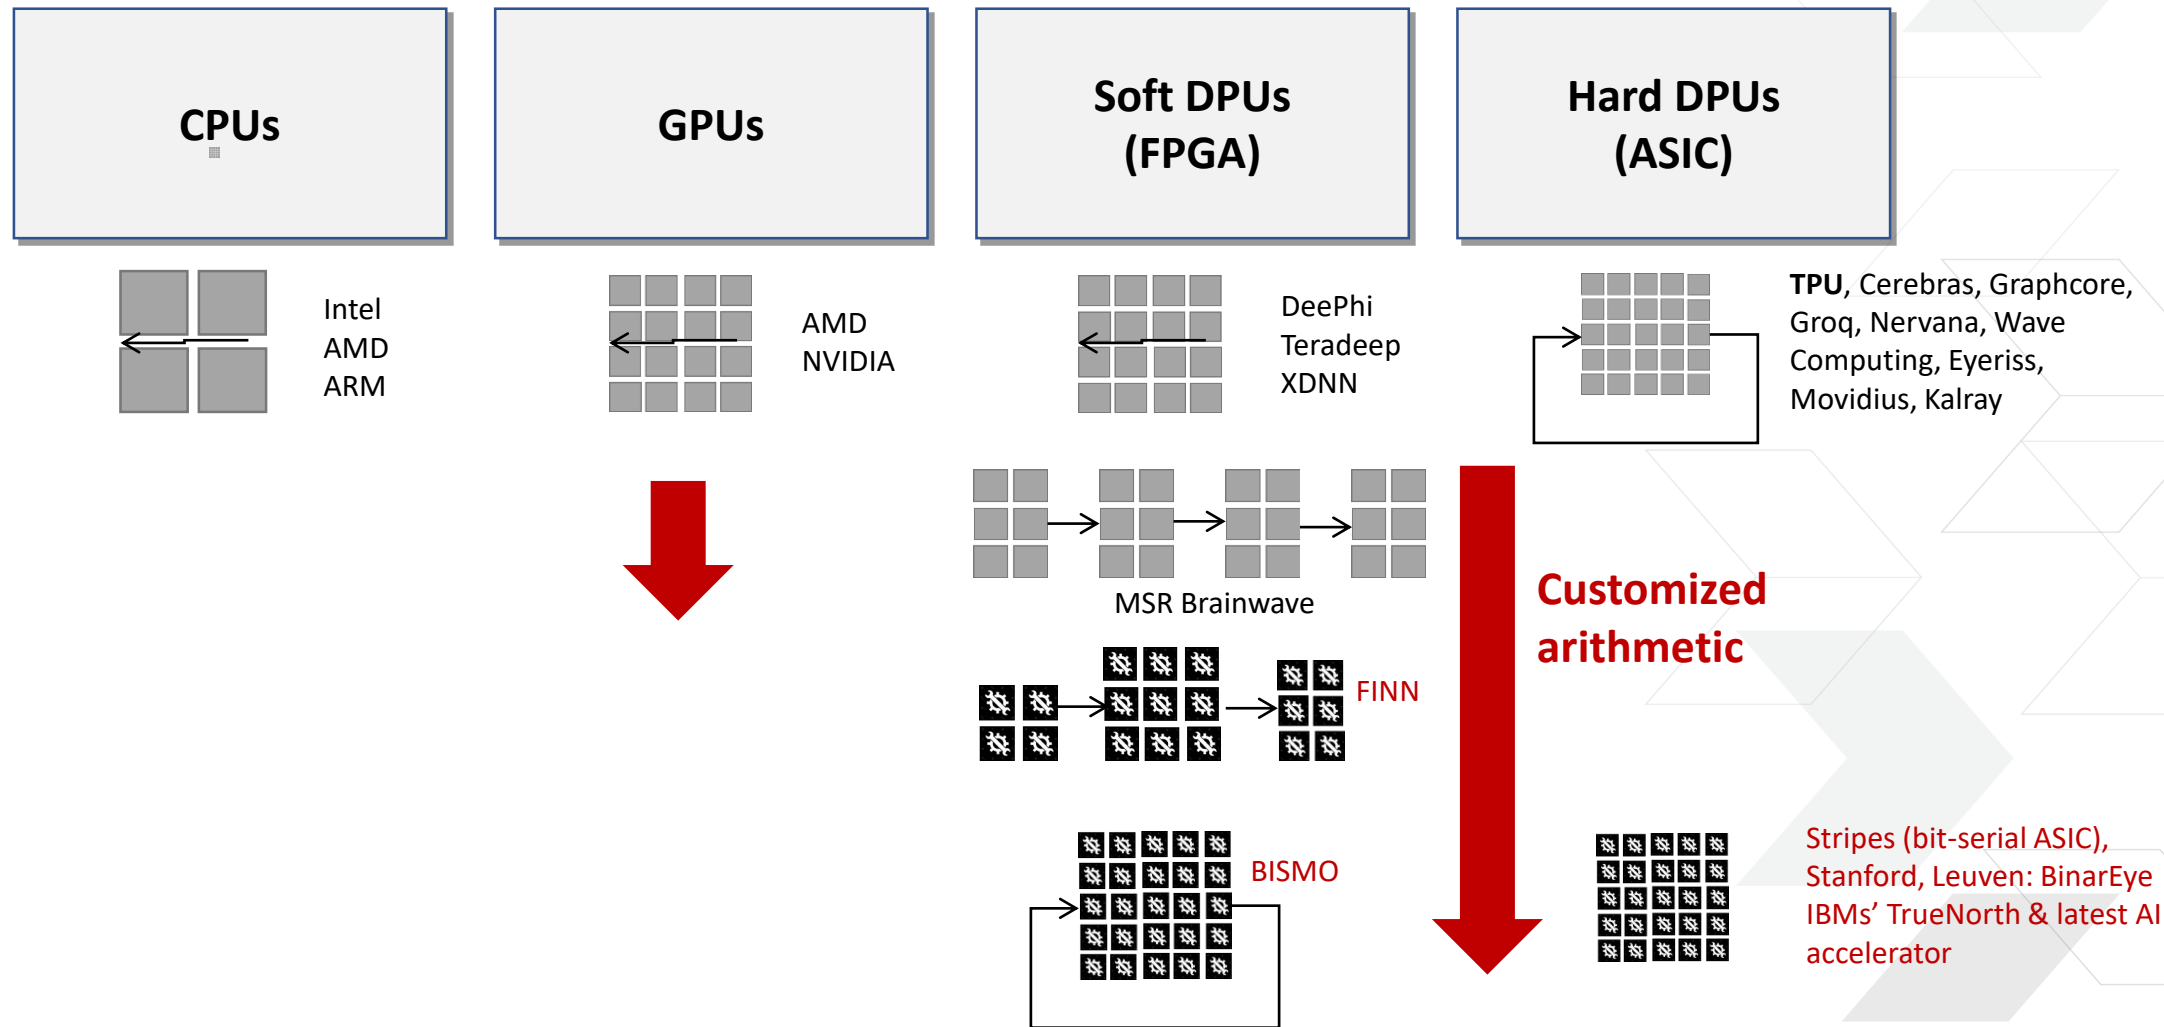 CPUs
GPUs
Soft DPUs
(FPGA)
Hard DPUs
(ASIC)
Intel
AMD
ARM
AMD
NVIDIA
DeePhi
Teradeep
XDNN
TPU, Cerebras, Graphcore,
Groq, Nervana, Wave
Computing, Eyeriss,
Movidius, Kalray
MSR Brainwave
Customized
arithmetic
FINN
BISMO
Stripes (bit-serial ASIC),
Stanford, Leuven: BinarEye
IBMs’ TrueNorth & latest AI
accelerator